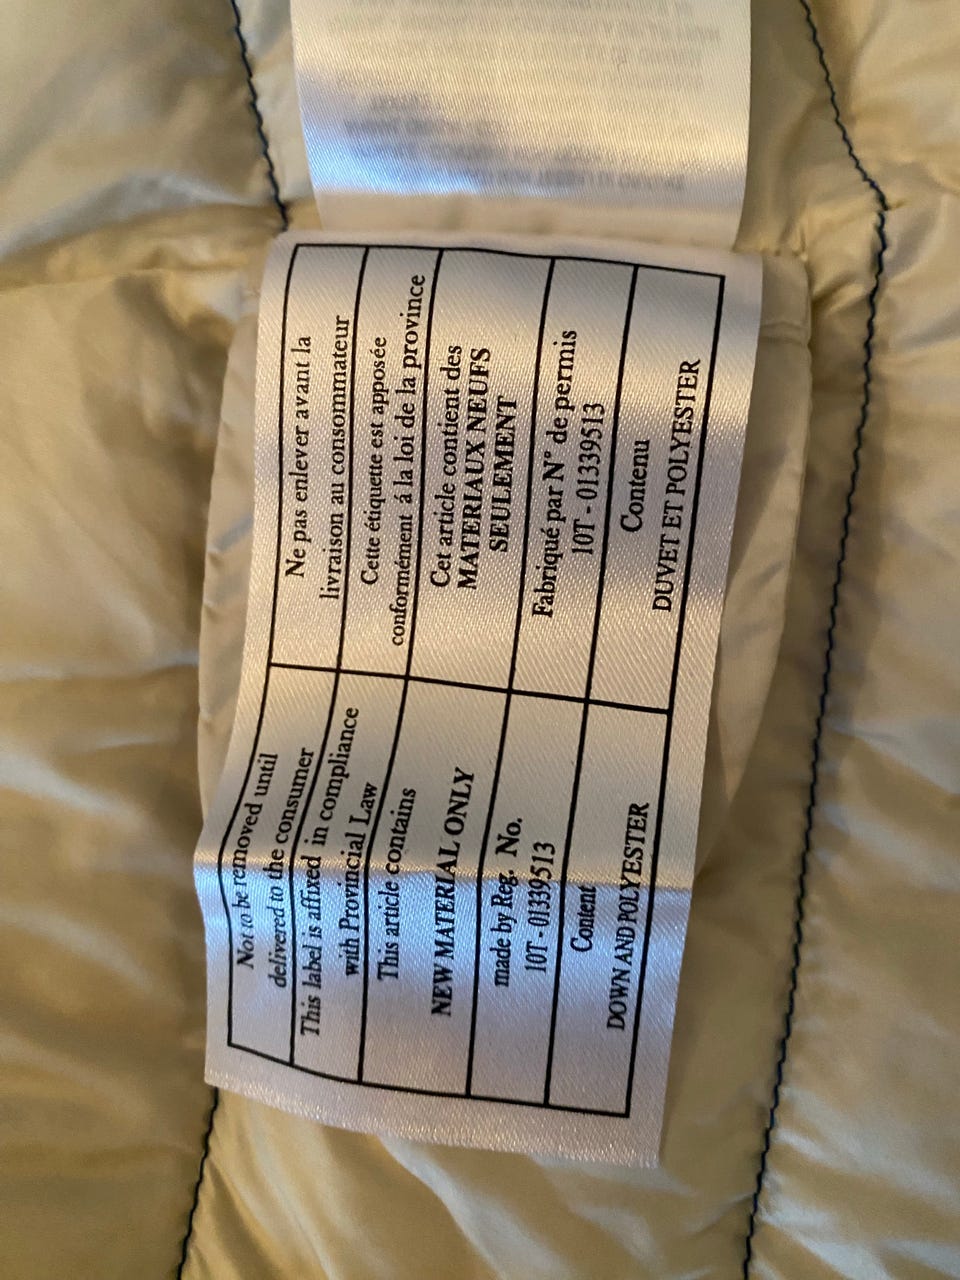 Not to be removed until
delivered to the consumer
This label is affixed in compliance
with Provincial Law
This article contains
NEW MATERIAL ONLY
made by Reg. No.
10T - 01339513
Content
DOWN AND POLYESTER
Ne pas enlever avant la
livraison au consommateur
Cette étiquette est apposée
conformément á la loi de la province
Cet article contient des
MATERIAUX NEUFS
SEULEMENT
Fabriqué par N° de permis
10T - 01339513
Contenu
DUVET ET POLYESTER